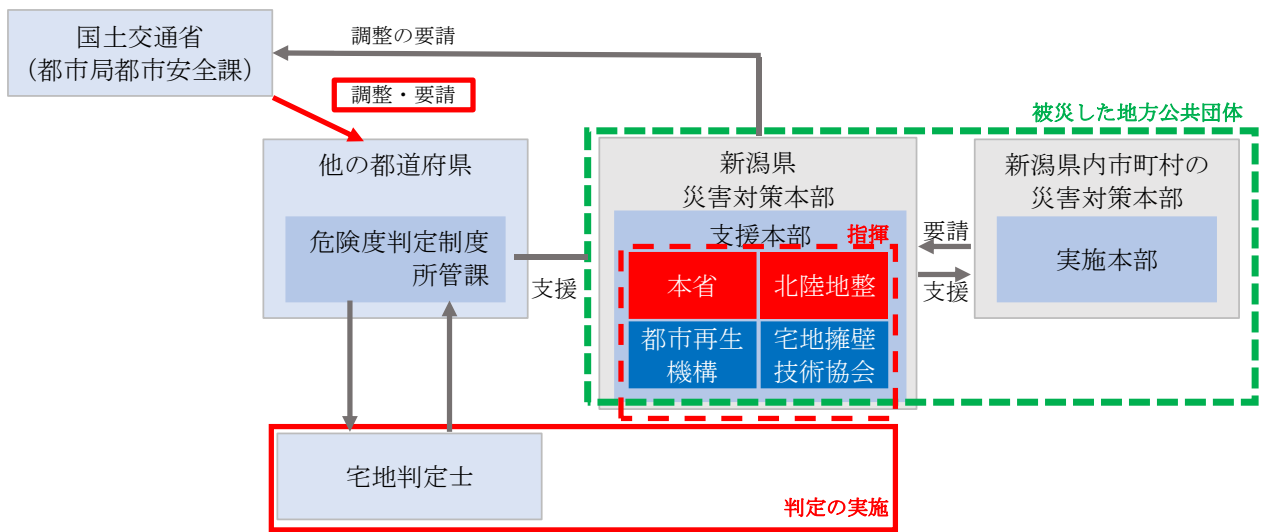 国土交通省
（都市局都市安全課）
調整の要請
調整・要請
被災した地方公共団体
他の都道府県
危険度判定制度
所管課
支援
新潟県
災害対策本部
支援本部
指揮
本省
北陸地整
都市再生
機構
宅地擁壁
技術協会
要請
支援
新潟県内市町村の
災害対策本部
実施本部
宅地判定士
判定の実施